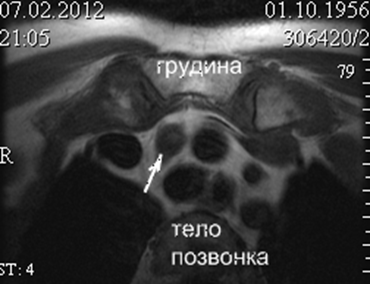 07.02.2012 01.10.1956
21:05 306420/2
грудина
79
R
тело
позвонка
ST: 4